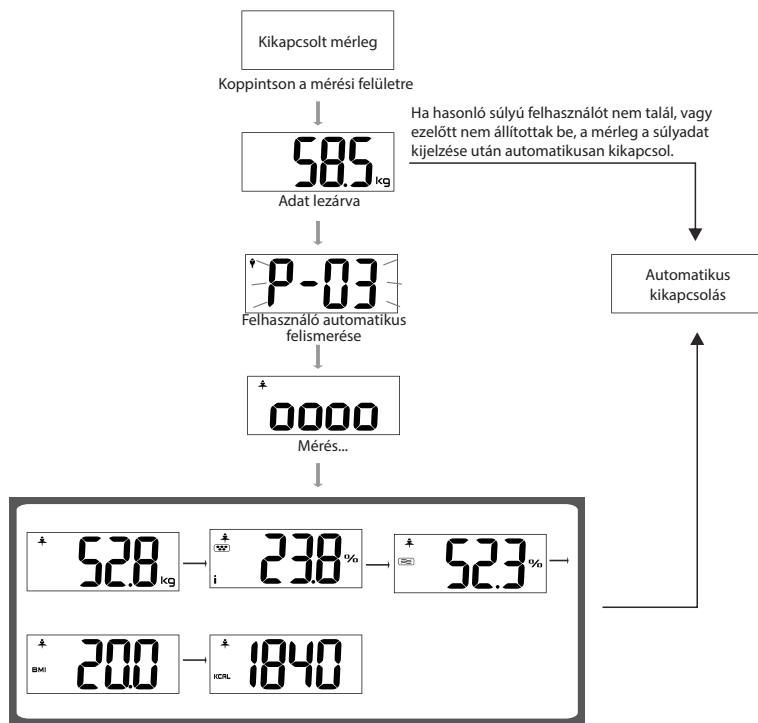 Kikapcsolt mérleg
Koppintson a mérési felületre
Ha hasonló súlyú felhasználót nem talál, vagy
ezelőtt nem állítottak be, a mérleg a súlyadat
kijelzése után automatikusan kikapcsol.
58.5 kg
Adat lezárva
P-03
Felhasználó automatikus
felismerése
Automatikus
kikapcsolás
0000
Mérés...
52.8 kg
i 23.8 %
52.3 %
BMI 20.0
KCAL 1840